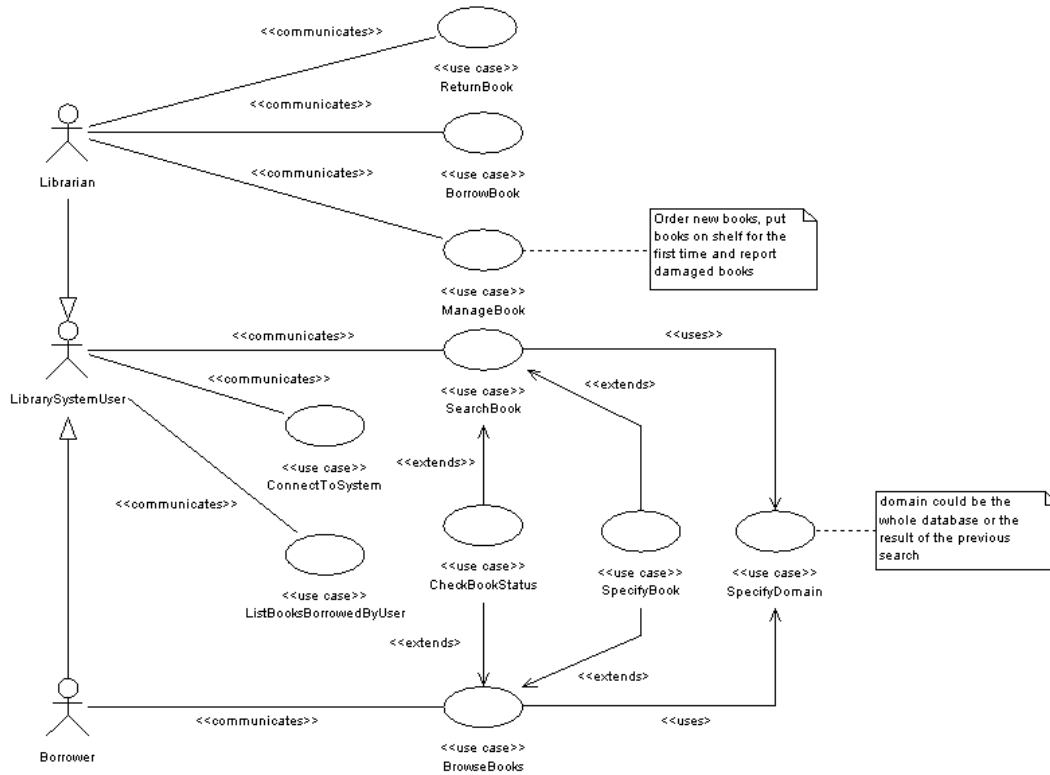 <<communicates>>
<<use case>>
ReturnBook
<<communicates>>
<<use case>>
BorrowBook
Librarian
<<communicates>>
Order new books, put
books on shelf for the
first time and report
damaged books
<<use case>>
ManageBook
<<communicates>>
<<uses>>
LibrarySystemUser
<<communicates>>
<<use case>>
SearchBook
<<extends>
<<use case>>
ConnectToSystem
<<extends>>
<<communicates>>
domain could be the
whole database or the
result of the previous
search
<<use case>>
ListBooksBorrowedByUser
<<use case>>
CheckBookStatus
<<use case>>
SpecifyBook
<<use case>>
SpecifyDomain
<<extends>
<<extends>
Borrower
<<communicates>>
<<uses>
<<use case>>
BrowseBooks